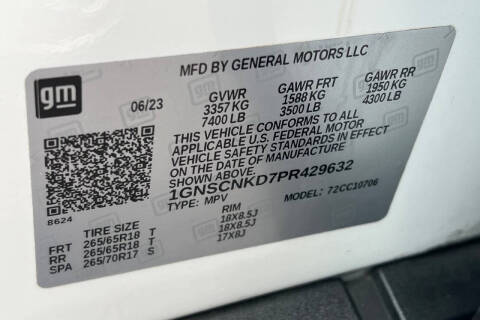 gm
MFD BY GENERAL MOTORS LLC
06/23 GVWR GAWR FRT GAWR RR
3357 KG 1588 KG 1950 KG
7400 LB 3500 LB 4300 LB
THIS VEHICLE CONFORMS TO ALL
APPLICABLE U.S. FEDERAL MOTOR
VEHICLE SAFETY STANDARDS IN EFFECT
ON THE DATE OF MANUFACTURE
SHOWN ABOVE.
1GNSCNKD7PR429632
TYPE: MPV MODEL: 72CC10706
8624
TIRE SIZE RIM
FRT 265/65R18 T 18X8.5J
RR 265/65R18 T 18X8.5J
SPA 265/70R17 S 17X8J